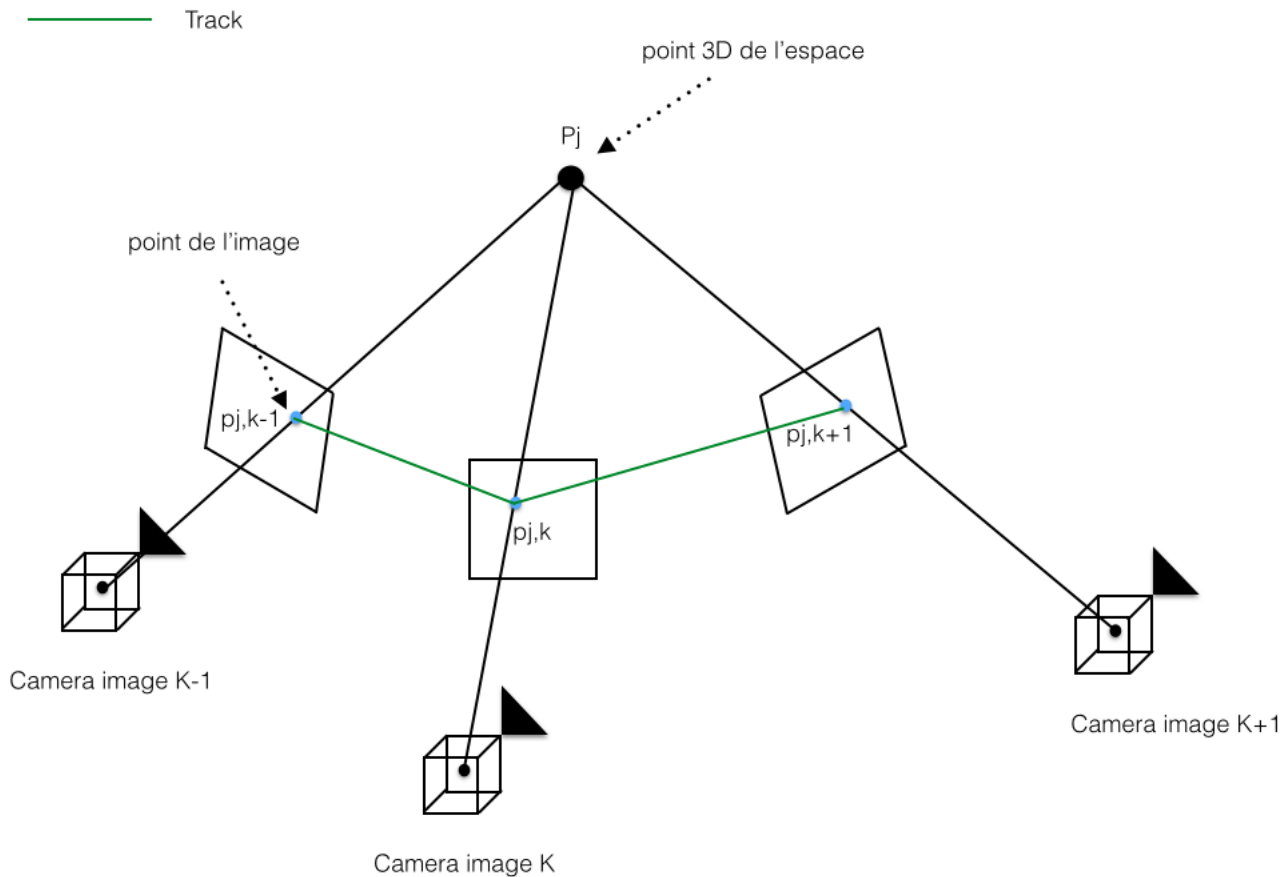 Track
point 3D de l'espace
Pj
point de l'image
pj,k-1
pj,k+1
pj,k
Camera image K-1
Camera image K+1
Camera image K